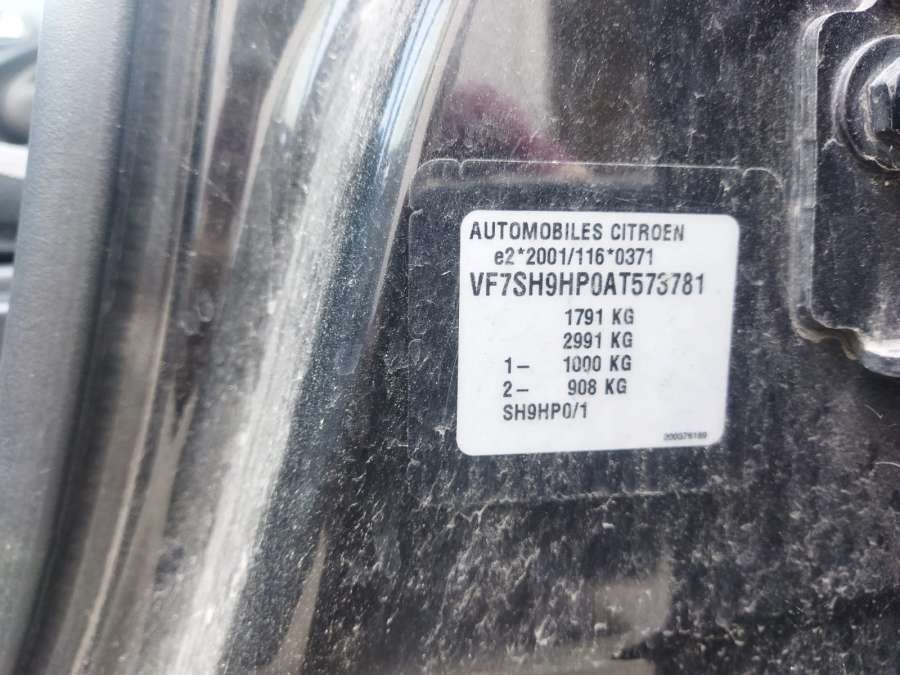 AUTOMOBILES CITROEN
e2*2001/116*0371
VF7SH9HP0AT573781
1791 KG
2991 KG
1- 1000 KG
2- 908 KG
SH9HP0/1